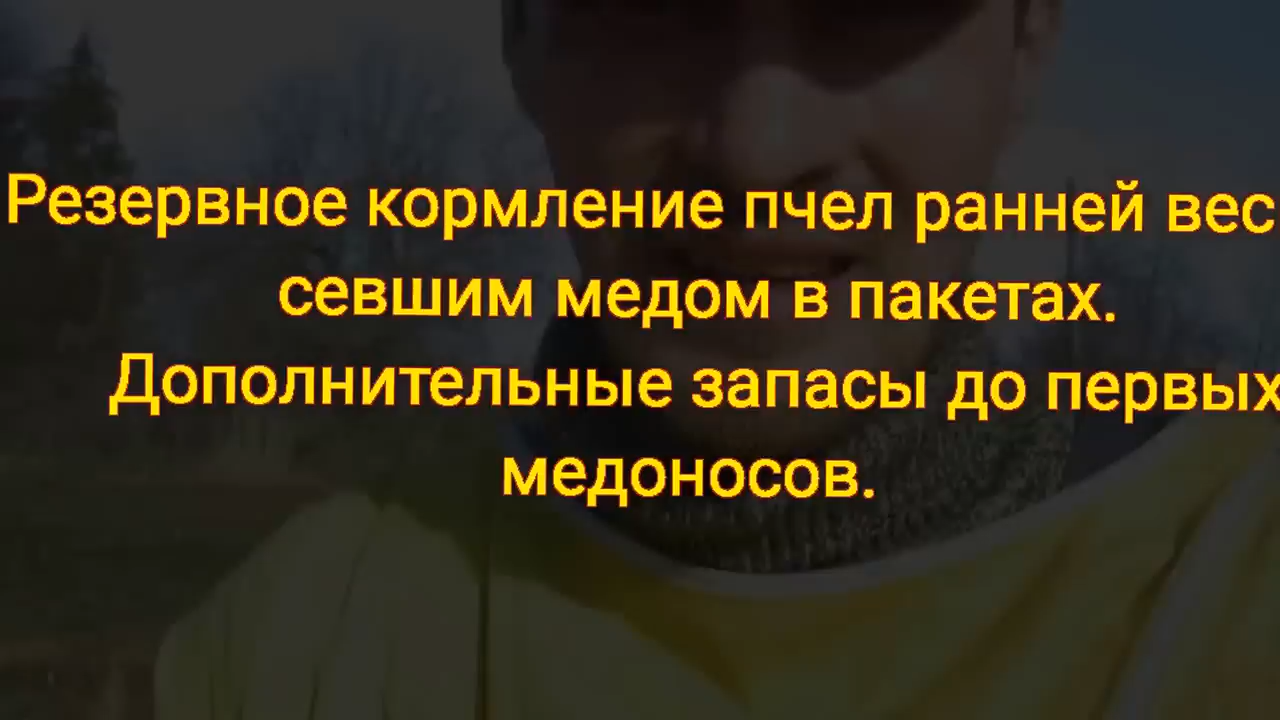 Резервное кормление пчел ранней вес
севшим медом в пакетах.
Дополнительные запасы до первых
медоносов.